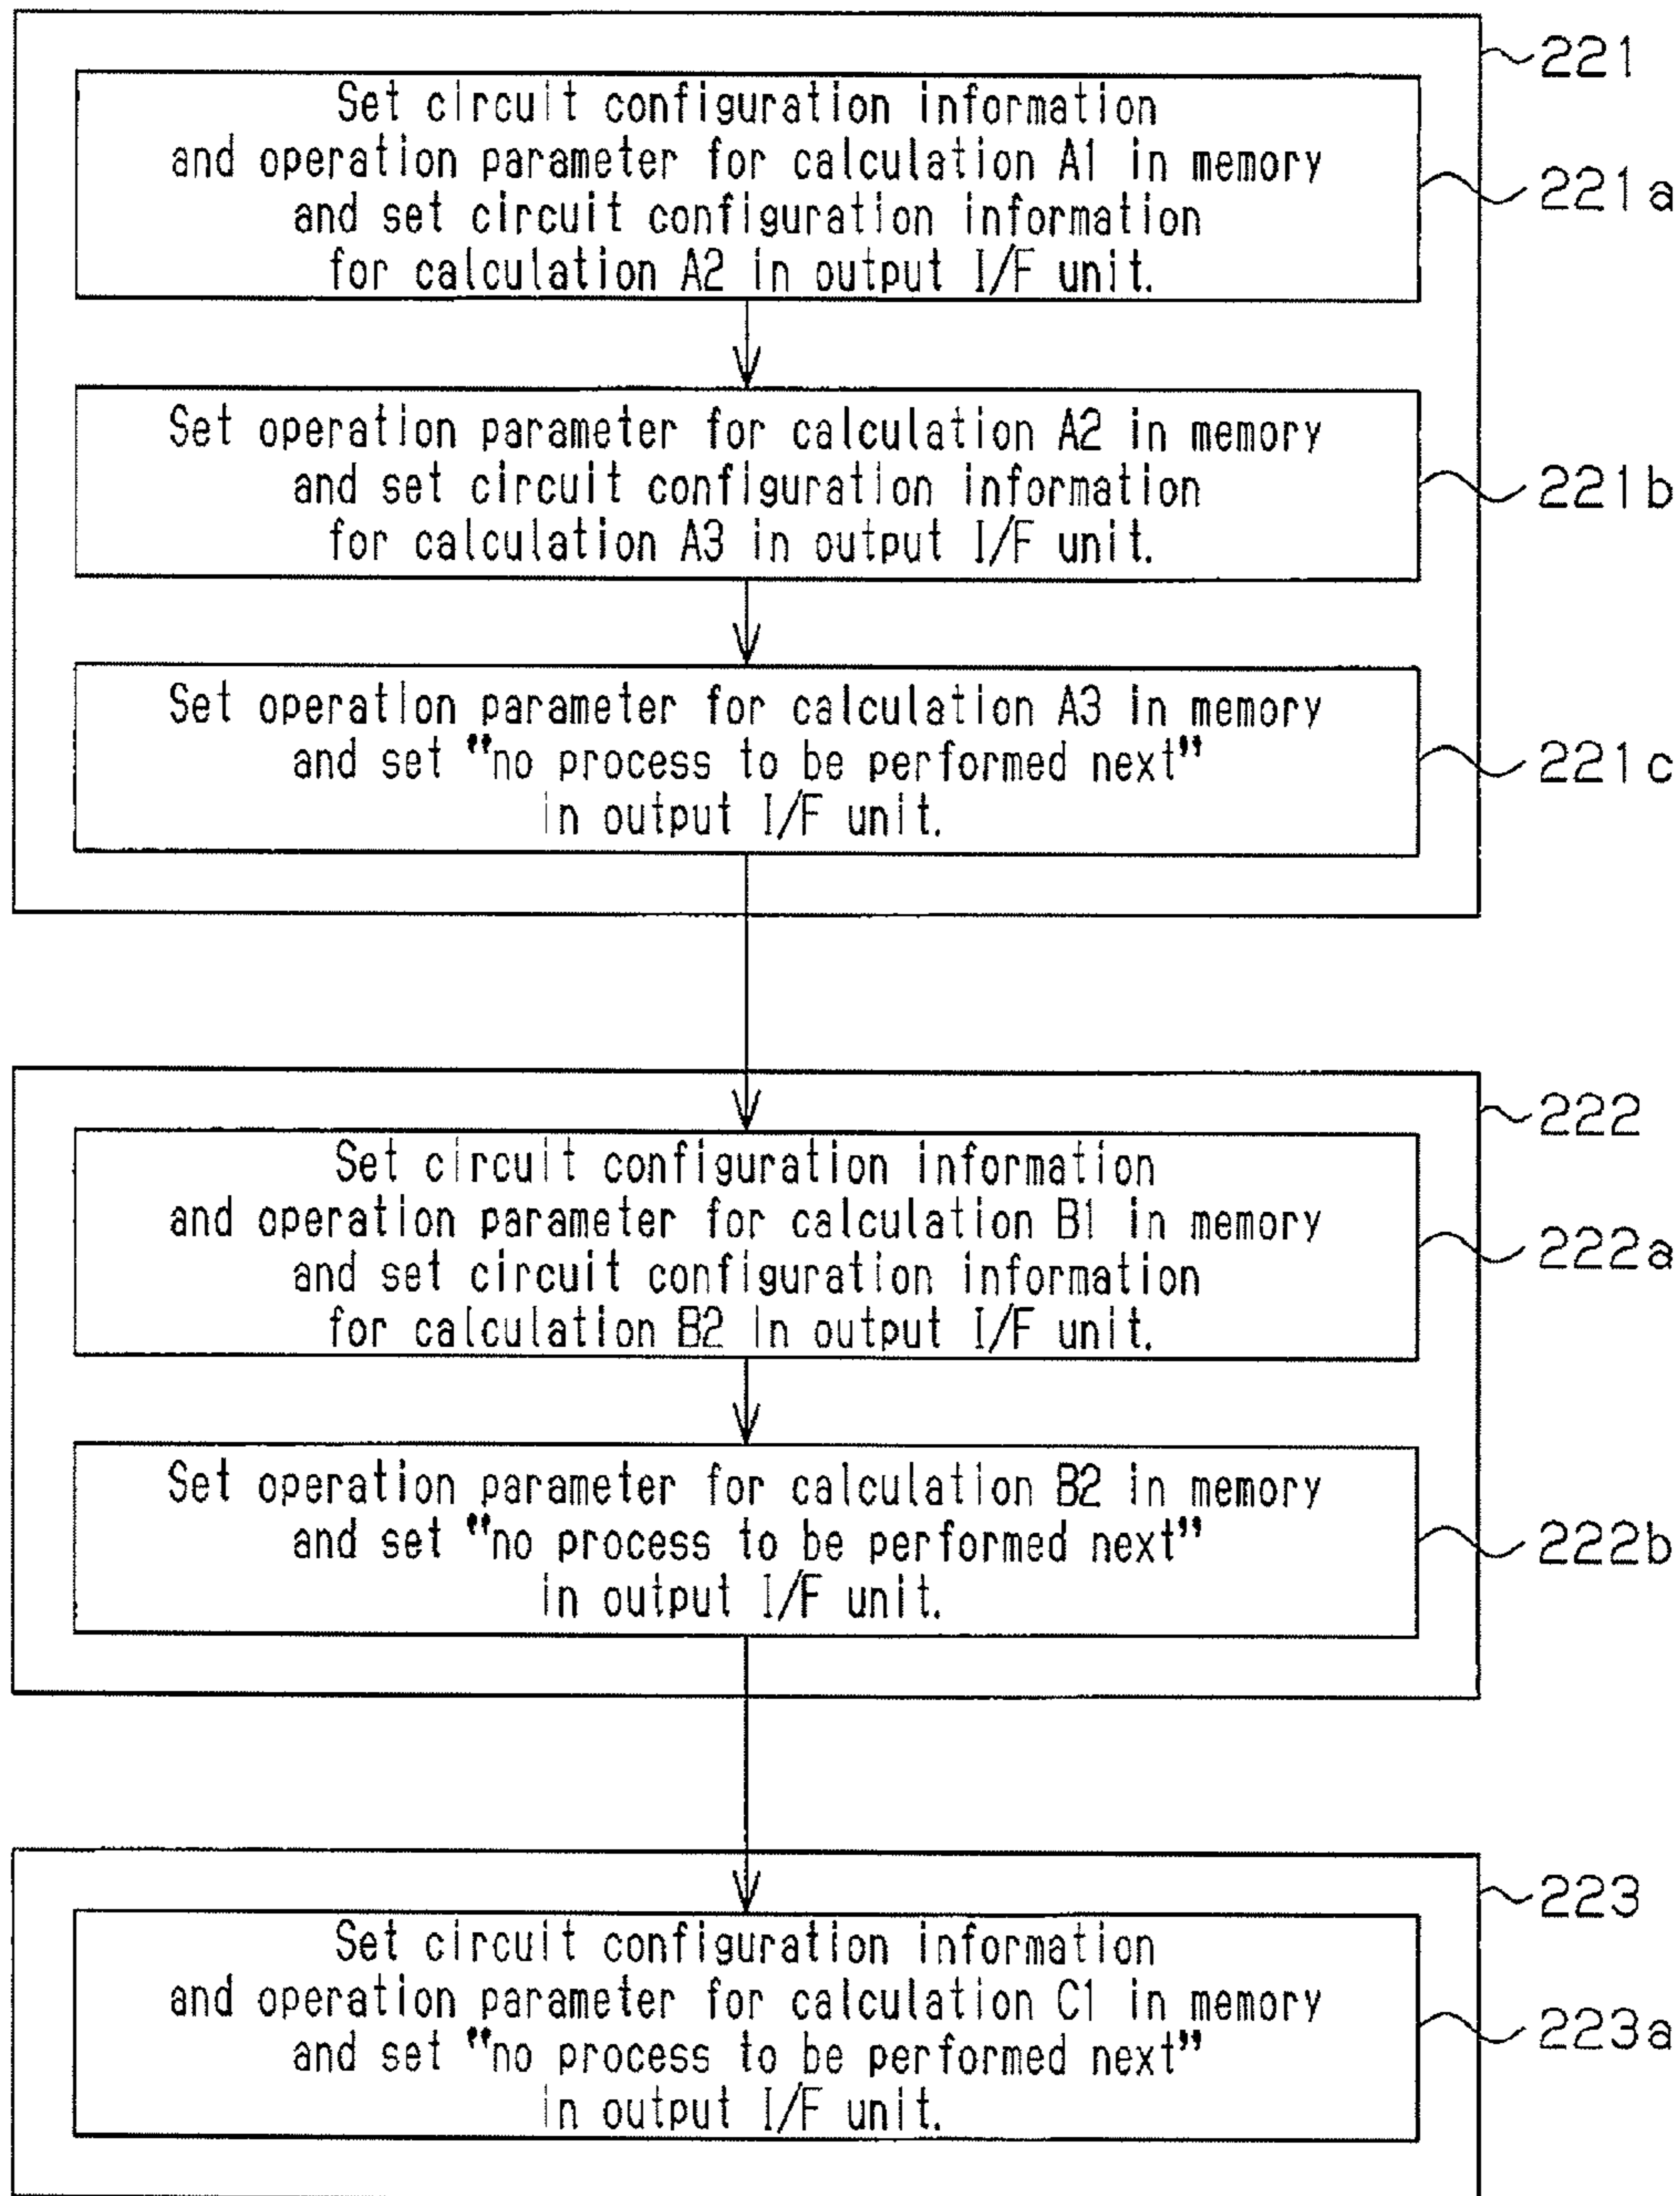 221
Set circuit configuration information
and operation parameter for calculation A1 in memory
and set circuit configuration information
for calculation A2 in output I/F unit.
221a
Set operation parameter for calculation A2 in memory
and set circuit configuration information
for calculation A3 in output I/F unit.
221b
Set operation parameter for calculation A3 in memory
and set "no process to be performed next"
in output I/F unit.
221c
222
Set circuit configuration information
and operation parameter for calculation B1 in memory
and set circuit configuration information
for calculation B2 in output I/F unit.
222a
Set operation parameter for calculation B2 in memory
and set "no process to be performed next"
in output I/F unit.
222b
223
Set circuit configuration information
and operation parameter for calculation C1 in memory
and set "no process to be performed next"
in output I/F unit.
223a